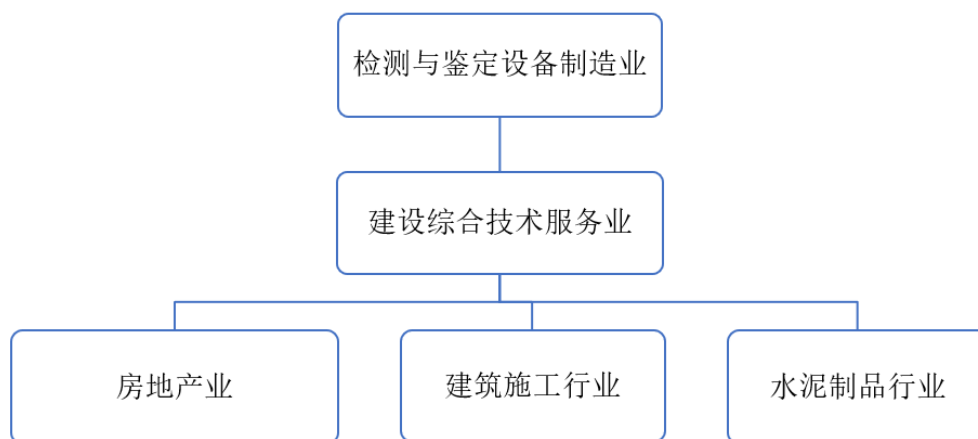 检测与鉴定设备制造业
建设综合技术服务业
房地产业
建筑施工行业
水泥制品行业